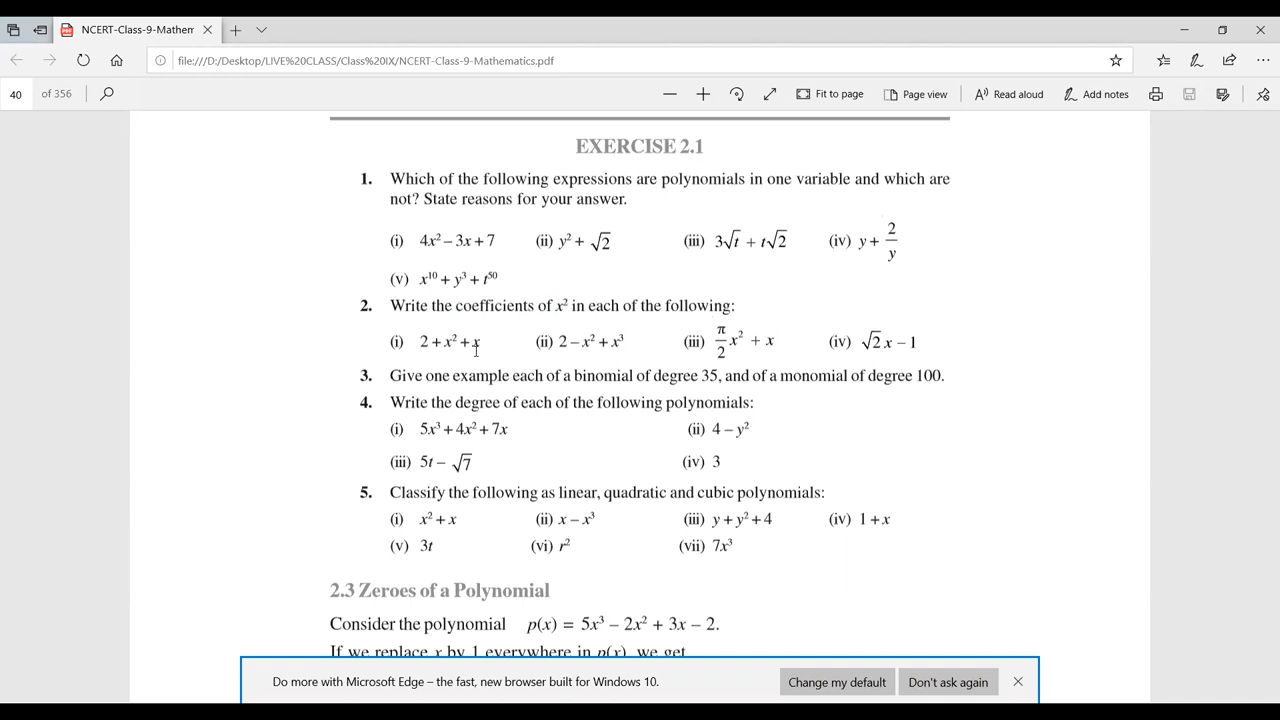 NCERT-Class-9-Mathem
file:///D:/Desktop/LIVE%20CLASS/Class%20IX/NCERT-Class-9-Mathematics.pdf
40 of 356 Fit to page Page view Read aloud Add notes
EXERCISE 2.1
1. Which of the following expressions are polynomials in one variable and which are
not? State reasons for your answer.
(i) 4x² – 3x + 7 (ii) y² + √2 (iii) 3√t + t√2 (iv) y + 2/y
(v) x¹⁰ + y³ + t⁵⁰
2. Write the coefficients of x² in each of the following:
(i) 2 + x² + x (ii) 2 – x² + x³ (iii) π/2 x² + x (iv) √2 x – 1
3. Give one example each of a binomial of degree 35, and of a monomial of degree 100.
4. Write the degree of each of the following polynomials:
(i) 5x³ + 4x² + 7x (ii) 4 – y²
(iii) 5t – √7 (iv) 3
5. Classify the following as linear, quadratic and cubic polynomials:
(i) x² + x (ii) x – x³ (iii) y + y² + 4 (iv) 1 + x
(v) 3t (vi) r² (vii) 7x³
2.3 Zeroes of a Polynomial
Consider the polynomial p(x) = 5x³ – 2x² + 3x – 2.
If we replace x by 1 everywhere in p(x), we get
Do more with Microsoft Edge – the fast, new browser built for Windows 10. Change my default Don't ask again